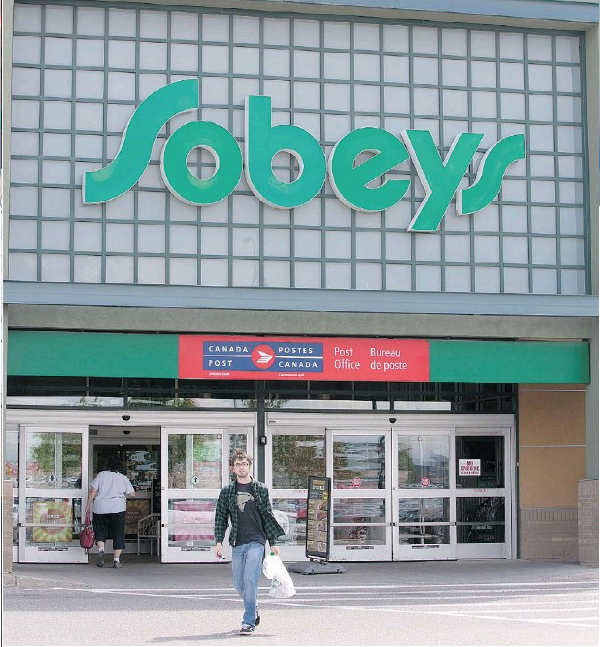 Sobeys
CANADA POSTES
POST CANADA
Post Bureau
Office de poste